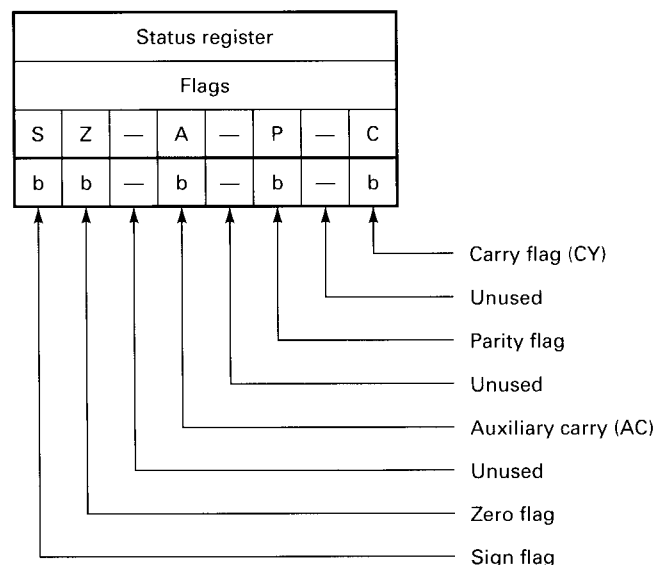 Status register
Flags
S Z — A — P — C
b b — b — b — b
Carry flag (CY)
Unused
Parity flag
Unused
Auxiliary carry (AC)
Unused
Zero flag
Sign flag